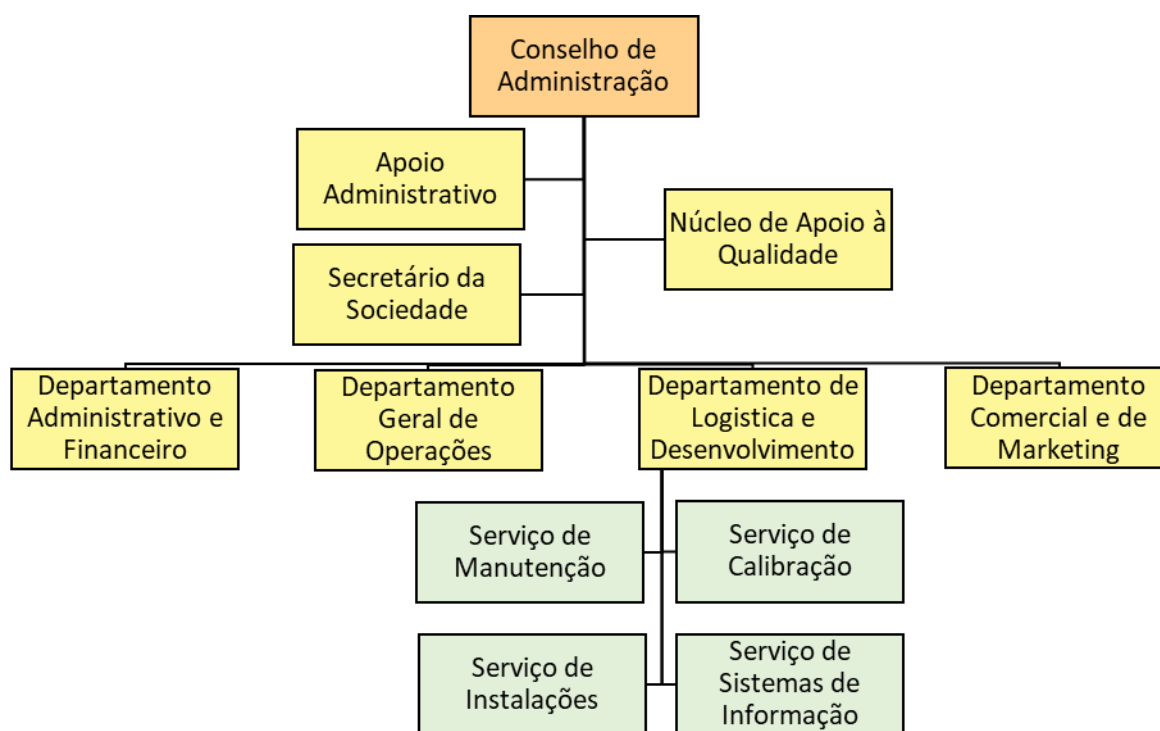 Conselho de
Administração
Apoio
Administrativo
Núcleo de Apoio à
Qualidade
Secretário da
Sociedade
Departamento
Administrativo e
Financeiro
Departamento
Geral de
Operações
Departamento de
Logistica e
Desenvolvimento
Departamento
Comercial e de
Marketing
Serviço de
Manutenção
Serviço de
Calibração
Serviço de
Instalações
Serviço de
Sistemas de
Informação